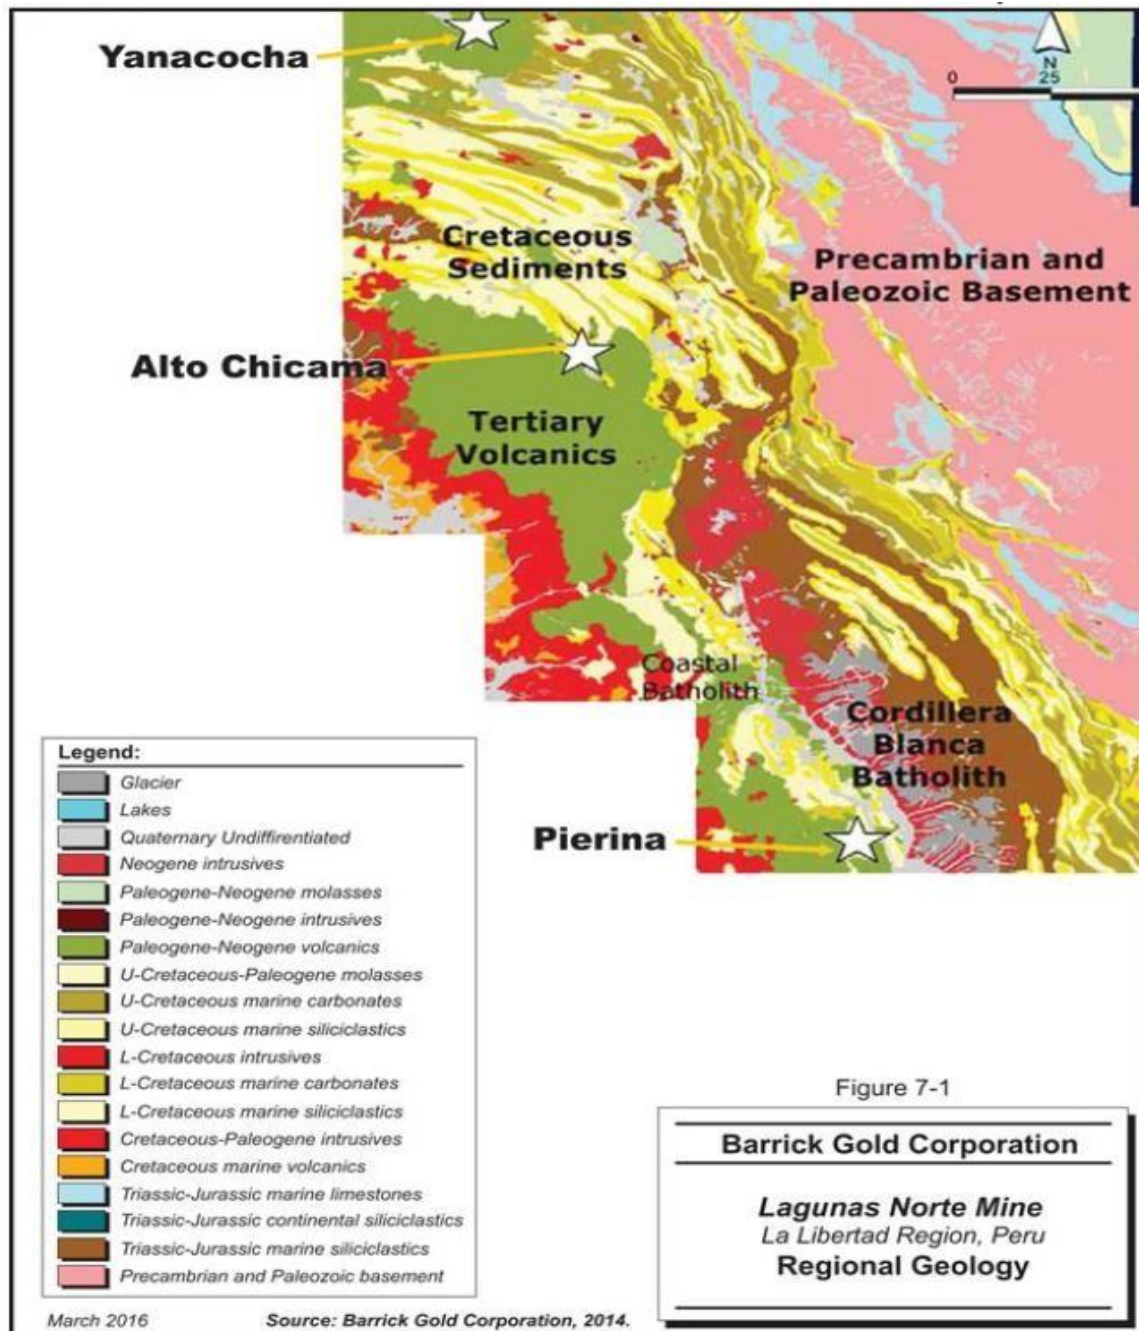 Yanacocha
N
0
25
Cretaceous
Sediments
Precambrian and
Paleozoic Basement
Alto Chicama
Tertiary
Volcanics
Coastal
Batholith
Cordillera
Blanca
Batholith
Pierina
Legend:
Glacier
Lakes
Quaternary Undiffirentiated
Neogene intrusives
Paleogene-Neogene molasses
Paleogene-Neogene intrusives
Paleogene-Neogene volcanics
U-Cretaceous-Paleogene molasses
U-Cretaceous marine carbonates
U-Cretaceous marine siliciclastics
L-Cretaceous intrusives
L-Cretaceous marine carbonates
L-Cretaceous marine siliciclastics
Cretaceous-Paleogene intrusives
Cretaceous marine volcanics
Triassic-Jurassic marine limestones
Triassic-Jurassic continental siliciclastics
Triassic-Jurassic marine siliciclastics
Precambrian and Paleozoic basement
Figure 7-1
Barrick Gold Corporation
Lagunas Norte Mine
La Libertad Region, Peru
Regional Geology
March 2016
Source: Barrick Gold Corporation, 2014.